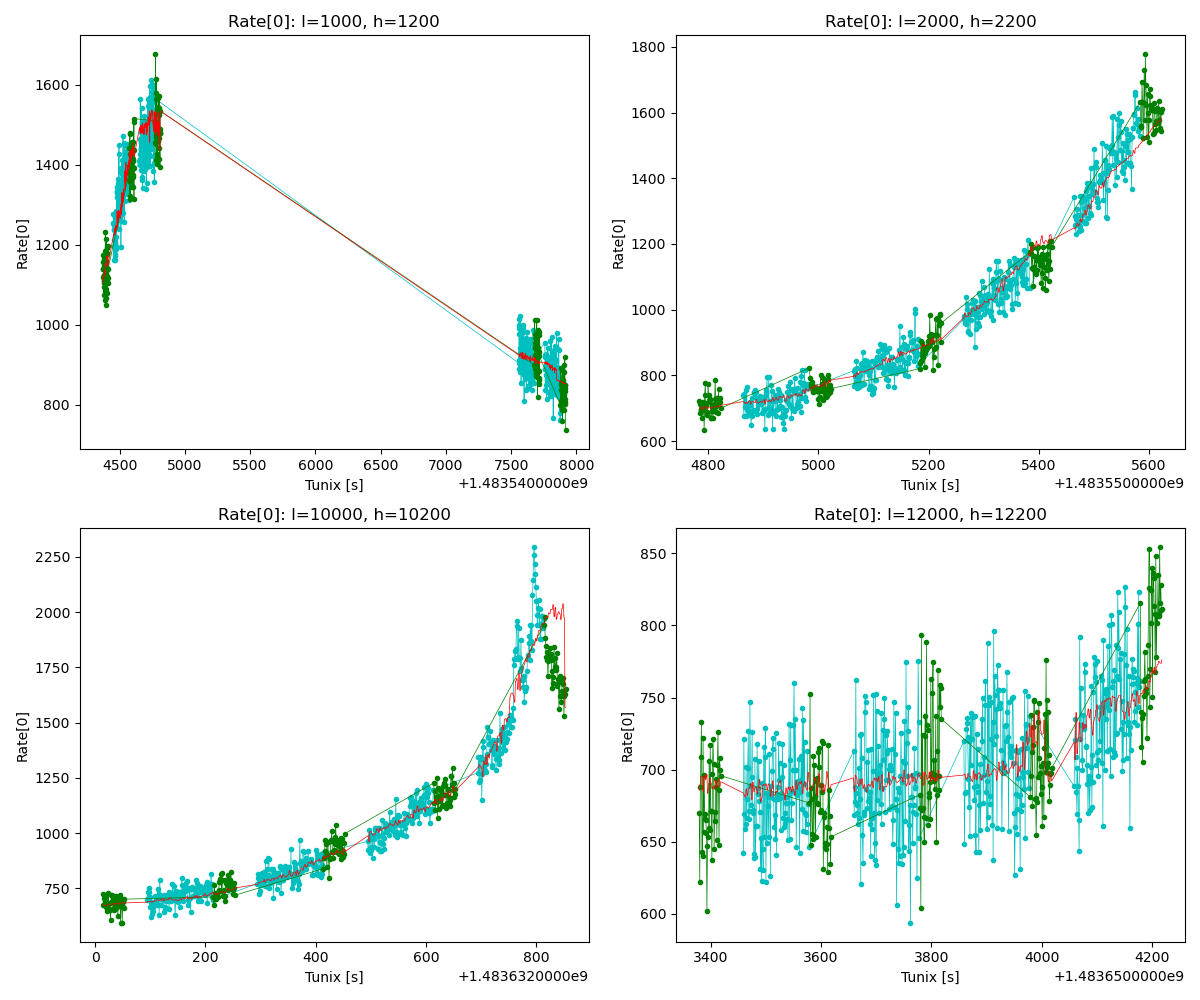 Rate[0]: l=1000, h=1200
Rate[0]
1600
1400
1200
1000
800
4500 5000 5500 6000 6500 7000 7500 8000
Tunix [s]
+1.4835400000e9
Rate[0]: l=2000, h=2200
Rate[0]
1800
1600
1400
1200
1000
800
600
4800 5000 5200 5400 5600
Tunix [s]
+1.4835500000e9
Rate[0]: l=10000, h=10200
Rate[0]
2250
2000
1750
1500
1250
1000
750
0 200 400 600 800
Tunix [s]
+1.4836320000e9
Rate[0]: l=12000, h=12200
Rate[0]
850
800
750
700
650
600
3400 3600 3800 4000 4200
Tunix [s]
+1.4836500000e9